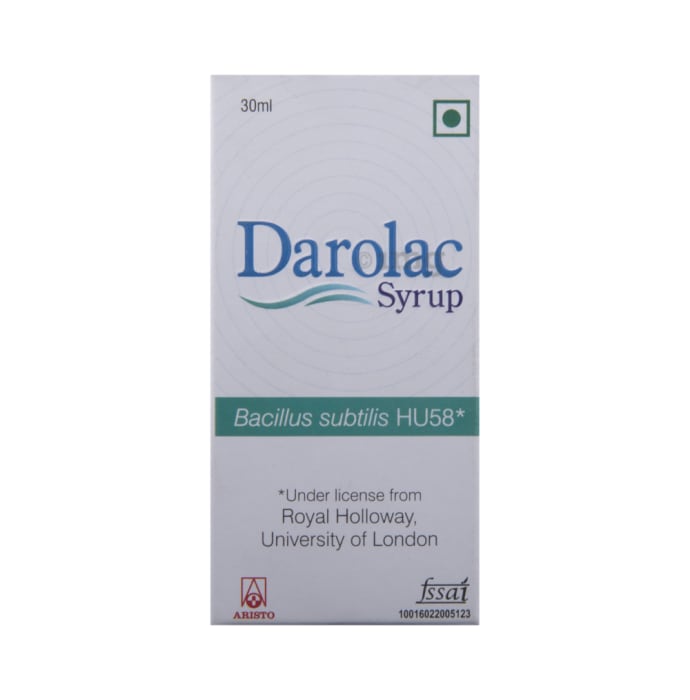 30ml
Darolac
Syrup
Bacillus subtilis HU58*
*Under license from
Royal Holloway,
University of London
ARISTO
fssai
10016022005123